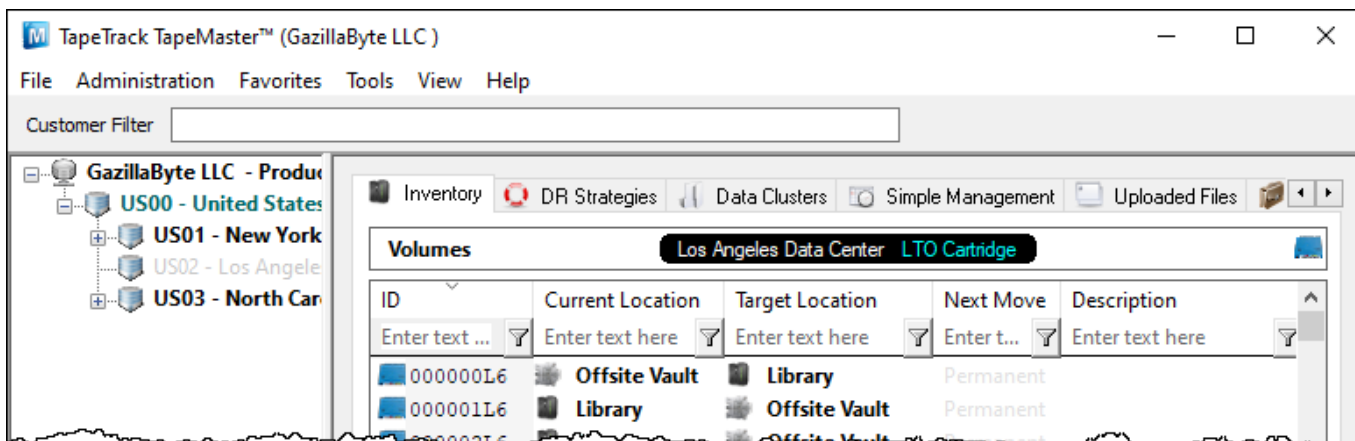 TapeTrack TapeMaster™ (GazillaByte LLC )
File Administration Favorites Tools View Help
Customer Filter
GazillaByte LLC - Produc
US00 - United States
US01 - New York
US02 - Los Angele
US03 - North Car
Inventory DR Strategies Data Clusters Simple Management Uploaded Files
Volumes Los Angeles Data Center LTO Cartridge
ID Current Location Target Location Next Move Description
Enter text ... Enter text here Enter text here Enter t... Enter text here
000000L6 Offsite Vault Library Permanent
000001L6 Library Offsite Vault Permanent